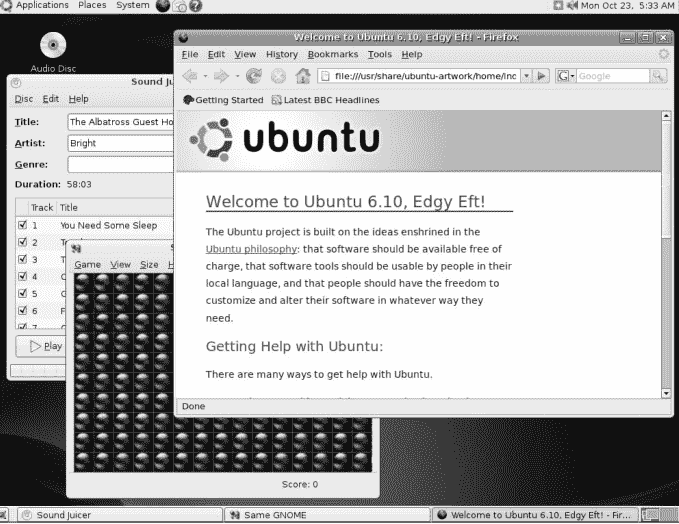 Applications Places System Mon Oct 23, 5:33 AM
Audio Disc
Sound Juicer
Disc Edit Help
Title: The Albatross Guest Ho
Artist: Bright
Genre:
Duration: 58:03
Track Title
1 You Need Some Sleep
2
3
4
5
6
7
Play
Game View Size
Score: 0
Welcome to Ubuntu 6.10, Edgy Eft! - Firefox
File Edit View History Bookmarks Tools Help
file:///usr/share/ubuntu-artwork/home/inc
G Google
Getting Started Latest BBC Headlines
ubuntu
Welcome to Ubuntu 6.10, Edgy Eft!
The Ubuntu project is built on the ideas enshrined in the
Ubuntu philosophy: that software should be available free of
charge, that software tools should be usable by people in their
local language, and that people should have the freedom to
customize and alter their software in whatever way they
need.
Getting Help with Ubuntu:
There are many ways to get help with Ubuntu.
Done
Sound Juicer
Same GNOME
Welcome to Ubuntu 6.10, Edgy Eft! - Fir...